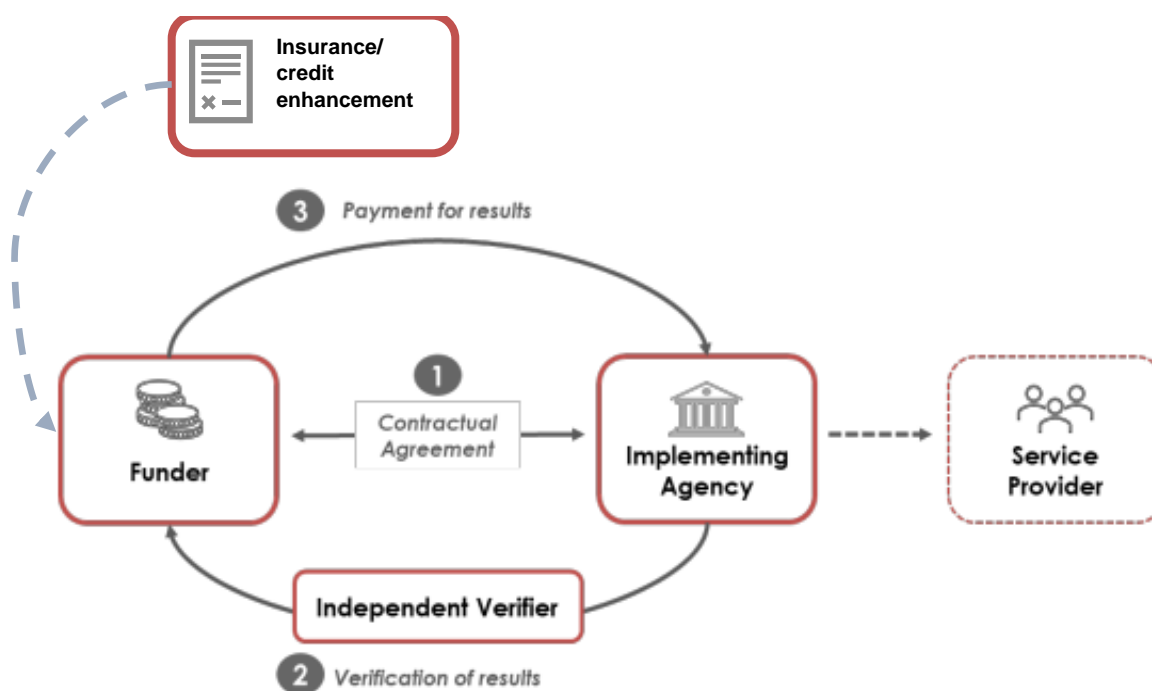 Insurance/
credit
enhancement
3 Payment for results
1
Contractual
Agreement
Funder
Implementing
Agency
Service
Provider
Independent Verifier
2 Verification of results